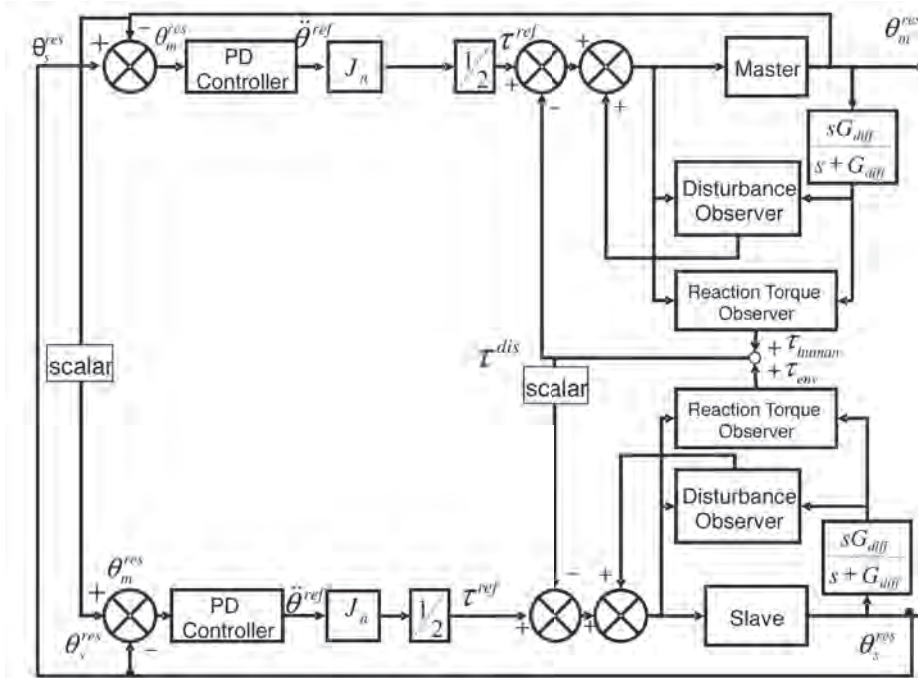 θ_s^res
+
−
θ_m^res
PD
Controller
θ̈^ref
J_n
1/2
τ^ref
+
−
+
+
Master
θ_m^res
sG_diff
s + G_diff
Disturbance
Observer
Reaction Torque
Observer
+ τ_human
+ τ_env
τ^dis
scalar
scalar
Reaction Torque
Observer
Disturbance
Observer
sG_diff
s + G_diff
θ_m^res
+
−
PD
Controller
θ̈^ref
J_n
1/2
τ^ref
+
−
+
+
Slave
θ_s^res